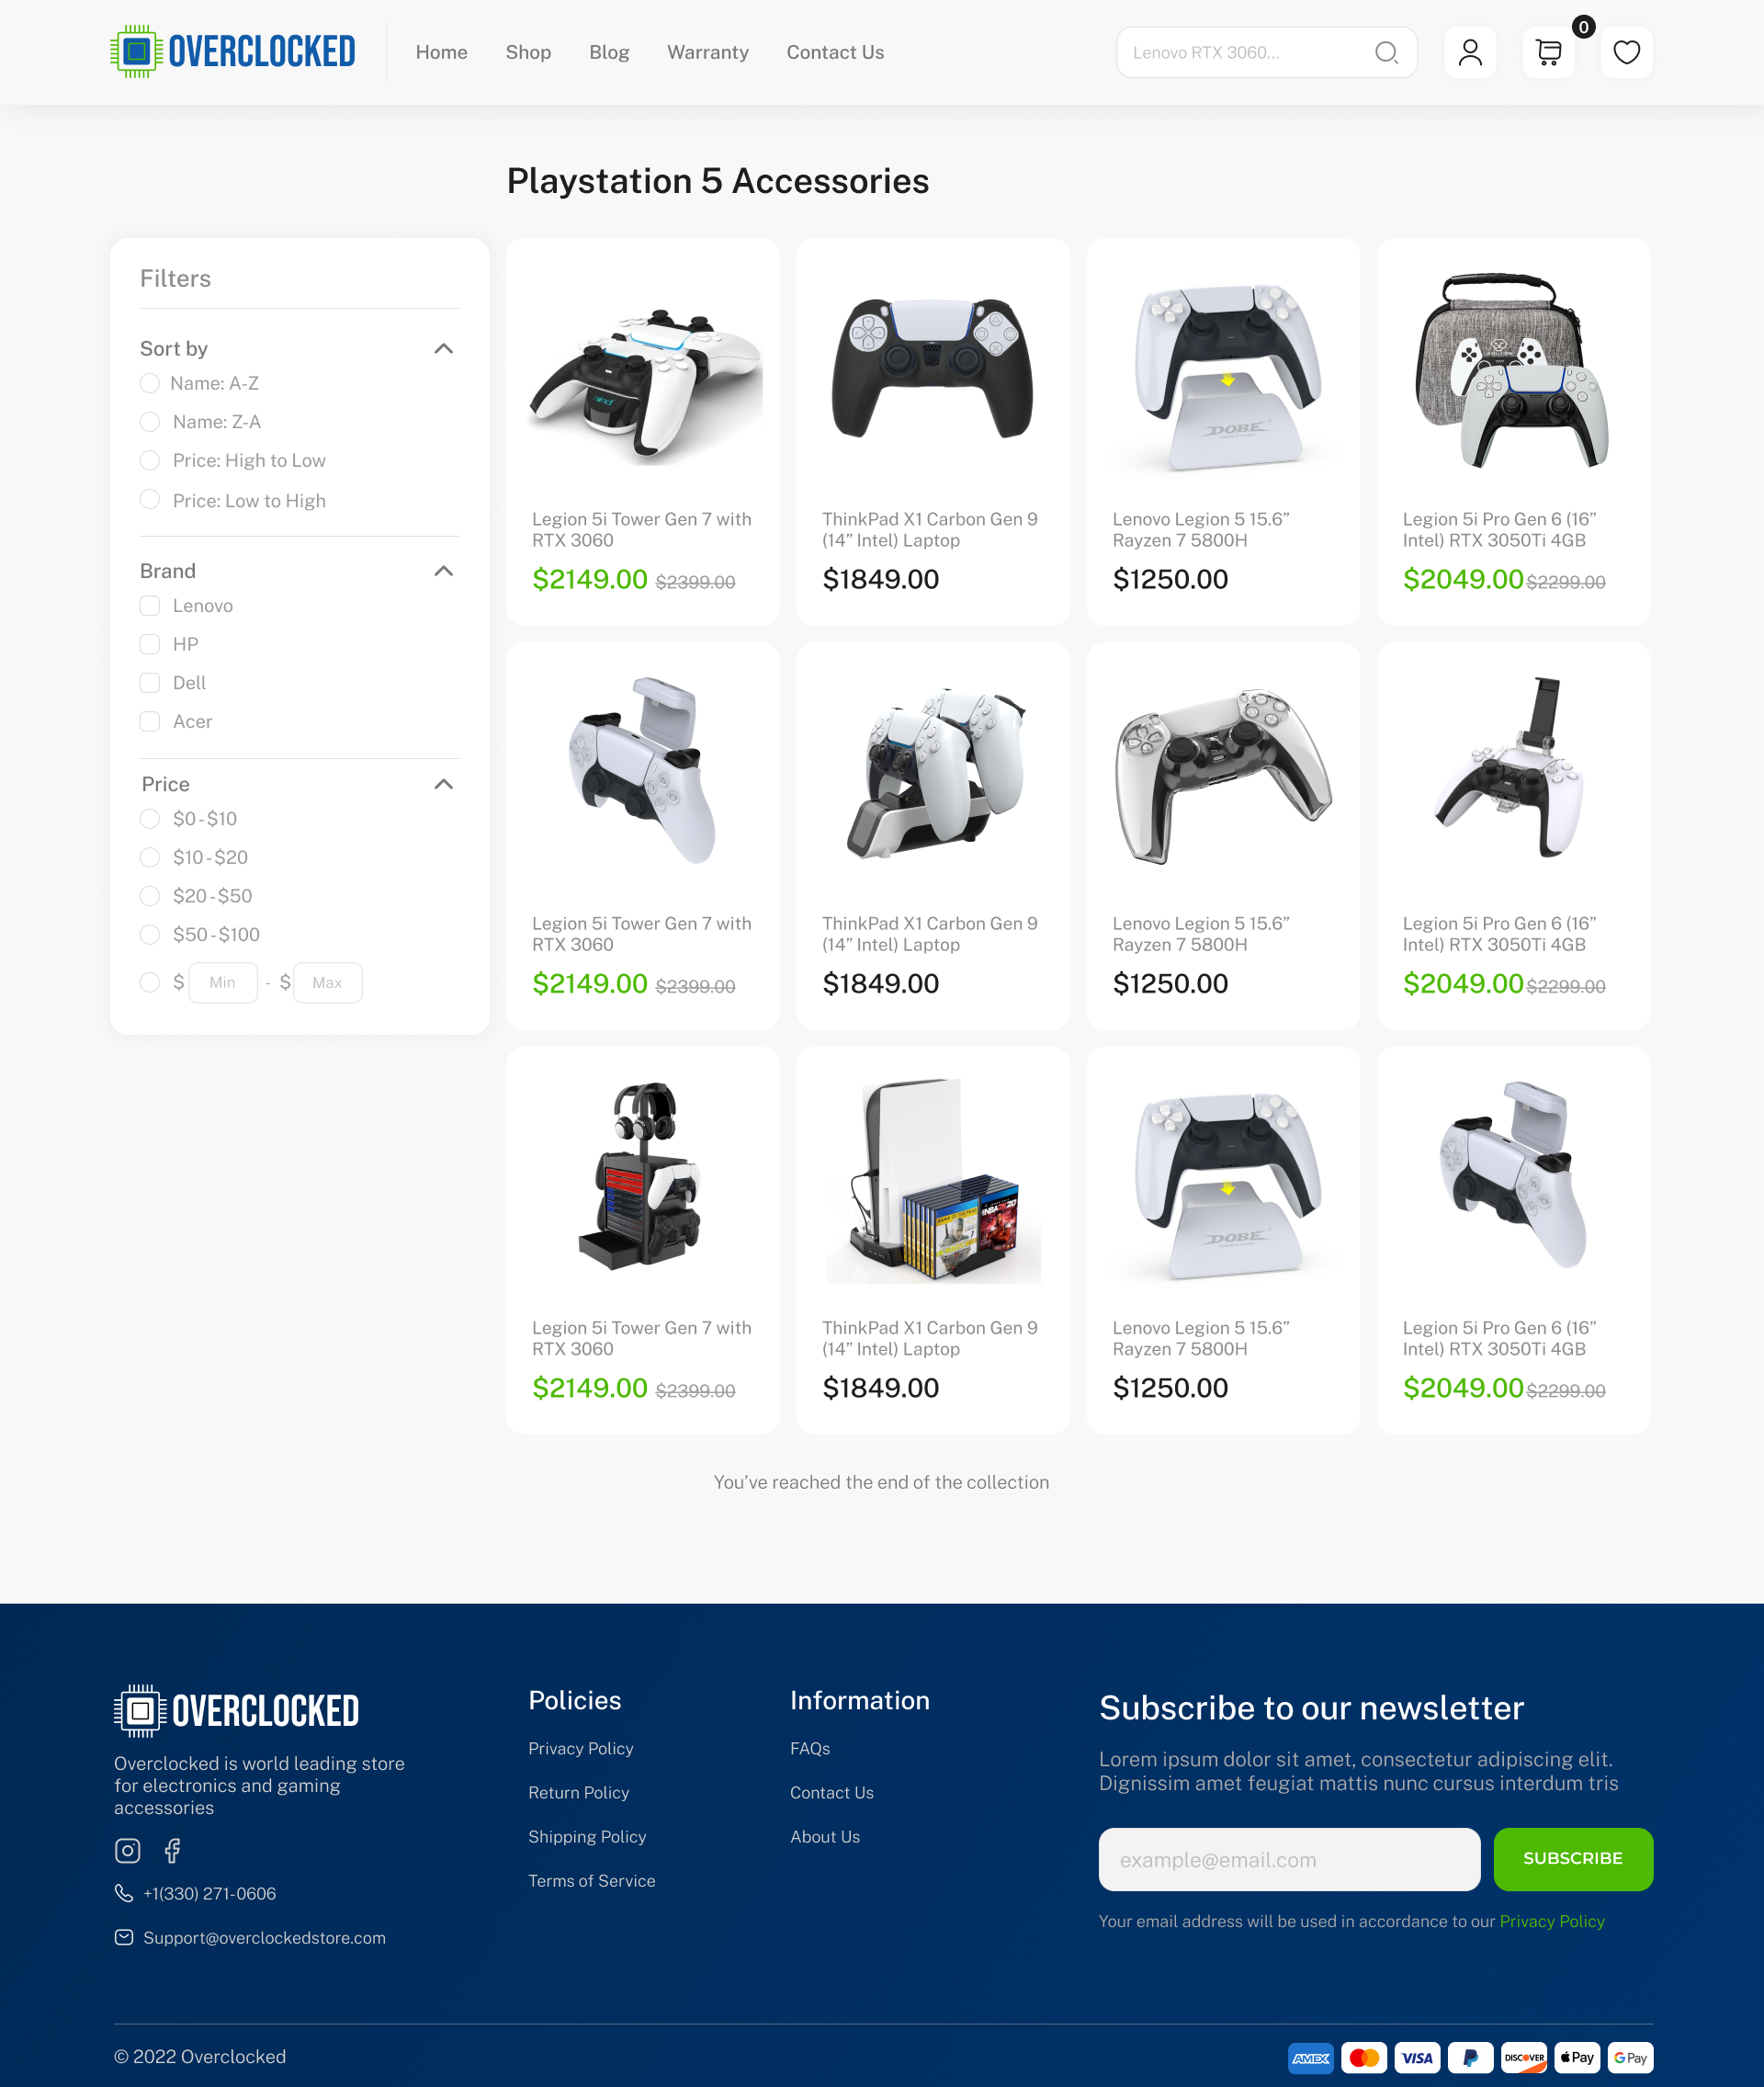 OVERCLOCKED
Home
Shop
Blog
Warranty
Contact Us
Lenovo RTX 3060...
0
Playstation 5 Accessories
Filters
Sort by
Name: A-Z
Name: Z-A
Price: High to Low
Price: Low to High
Brand
Lenovo
HP
Dell
Acer
Price
$0 - $10
$10 - $20
$20 - $50
$50 - $100
$ Min - $ Max
Legion 5i Tower Gen 7 with
RTX 3060
$2149.00 $2399.00
ThinkPad X1 Carbon Gen 9
(14” Intel) Laptop
$1849.00
DOBE
Lenovo Legion 5 15.6”
Rayzen 7 5800H
$1250.00
Legion 5i Pro Gen 6 (16”
Intel) RTX 3050Ti 4GB
$2049.00 $2299.00
Legion 5i Tower Gen 7 with
RTX 3060
$2149.00 $2399.00
ThinkPad X1 Carbon Gen 9
(14” Intel) Laptop
$1849.00
Lenovo Legion 5 15.6”
Rayzen 7 5800H
$1250.00
Legion 5i Pro Gen 6 (16”
Intel) RTX 3050Ti 4GB
$2049.00 $2299.00
Legion 5i Tower Gen 7 with
RTX 3060
$2149.00 $2399.00
NBA 2K20
ThinkPad X1 Carbon Gen 9
(14” Intel) Laptop
$1849.00
DOBE
Lenovo Legion 5 15.6”
Rayzen 7 5800H
$1250.00
Legion 5i Pro Gen 6 (16”
Intel) RTX 3050Ti 4GB
$2049.00 $2299.00
You’ve reached the end of the collection
OVERCLOCKED
Overclocked is world leading store
for electronics and gaming
accessories
+1(330) 271-0606
Support@overclockedstore.com
Policies
Privacy Policy
Return Policy
Shipping Policy
Terms of Service
Information
FAQs
Contact Us
About Us
Subscribe to our newsletter
Lorem ipsum dolor sit amet, consectetur adipiscing elit.
Dignissim amet feugiat mattis nunc cursus interdum tris
example@email.com
SUBSCRIBE
Your email address will be used in accordance to our Privacy Policy
© 2022 Overclocked
AMEX
VISA
DISCOVER
Pay
G Pay